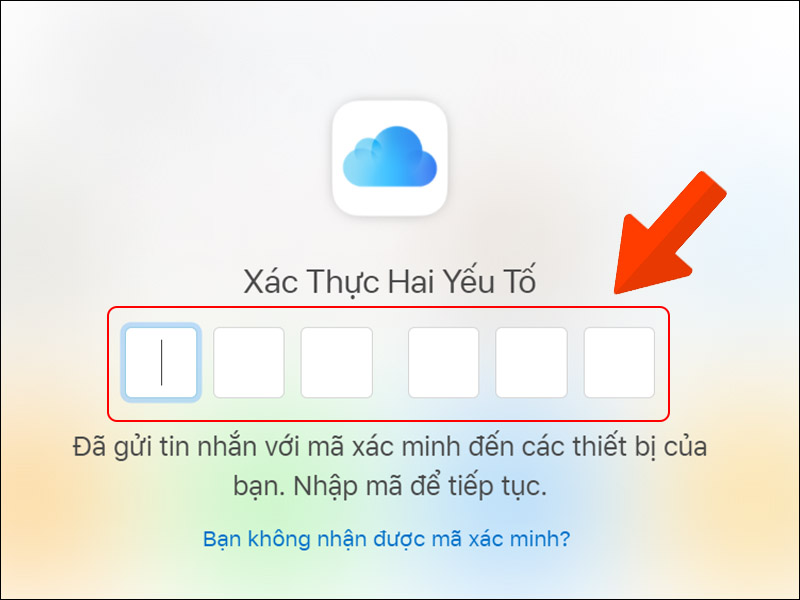 Xác Thực Hai Yếu Tố
Đã gửi tin nhắn với mã xác minh đến các thiết bị của
bạn. Nhập mã để tiếp tục.
Bạn không nhận được mã xác minh?